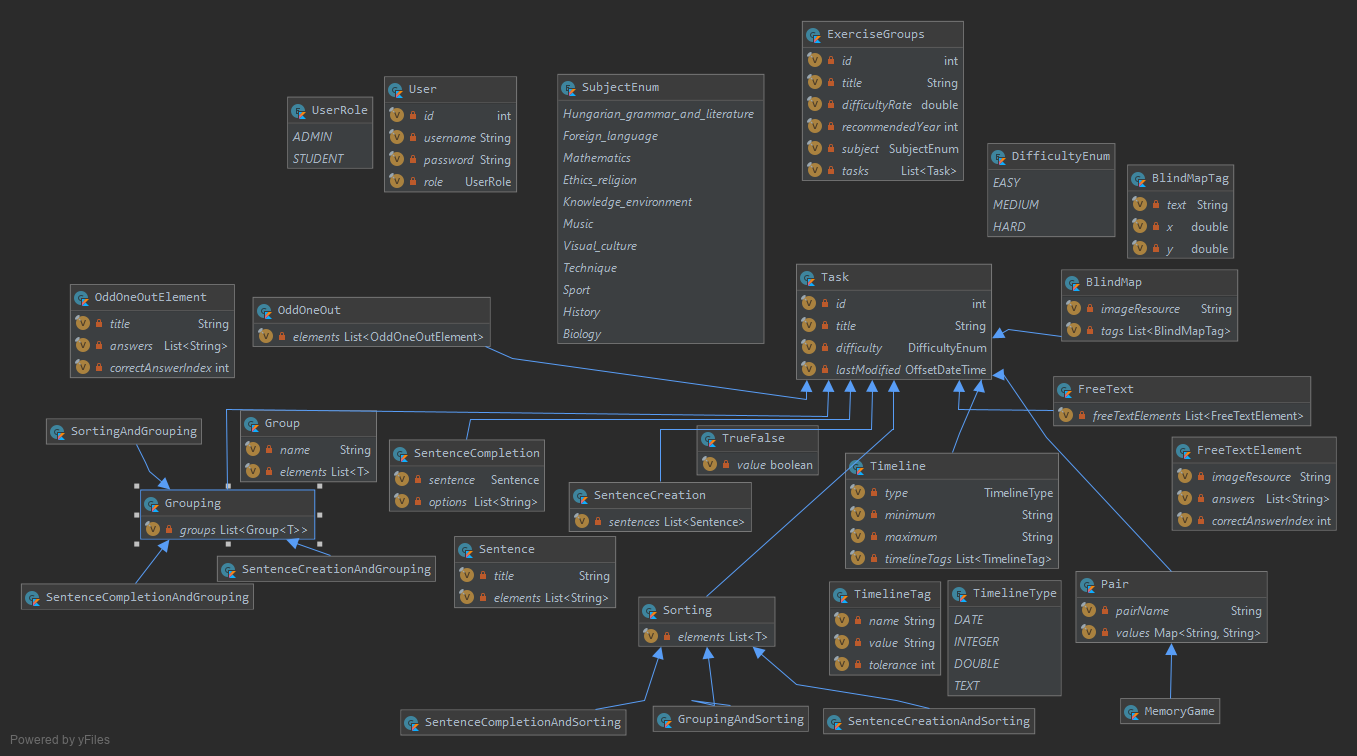 ExerciseGroups
id int
title String
difficultyRate double
recommendedYear int
subject SubjectEnum
tasks List<Task>
User
id int
username String
password String
role UserRole
UserRole
ADMIN
STUDENT
SubjectEnum
Hungarian_grammar_and_literature
Foreign_language
Mathematics
Ethics_religion
Knowledge_environment
Music
Visual_culture
Technique
Sport
History
Biology
DifficultyEnum
EASY
MEDIUM
HARD
BlindMapTag
text String
x double
y double
Task
id int
title String
difficulty DifficultyEnum
lastModified OffsetDateTime
BlindMap
imageResource String
tags List<BlindMapTag>
OddOneOutElement
title String
answers List<String>
correctAnswerIndex int
OddOneOut
elements List<OddOneOutElement>
FreeText
freeTextElements List<FreeTextElement>
SortingAndGrouping
Group
name String
elements List<T>
SentenceCompletion
sentence Sentence
options List<String>
TrueFalse
value boolean
FreeTextElement
imageResource String
answers List<String>
correctAnswerIndex int
Timeline
type TimelineType
minimum String
maximum String
timelineTags List<TimelineTag>
Grouping
groups List<Group<T>>
SentenceCreation
sentences List<Sentence>
Sentence
title String
elements List<String>
SentenceCreationAndGrouping
SentenceCompletionAndGrouping
TimelineTag
name String
value String
tolerance int
TimelineType
DATE
INTEGER
DOUBLE
TEXT
Pair
pairName String
values Map<String, String>
Sorting
elements List<T>
SentenceCompletionAndSorting
GroupingAndSorting
SentenceCreationAndSorting
MemoryGame
Powered by yFiles
V